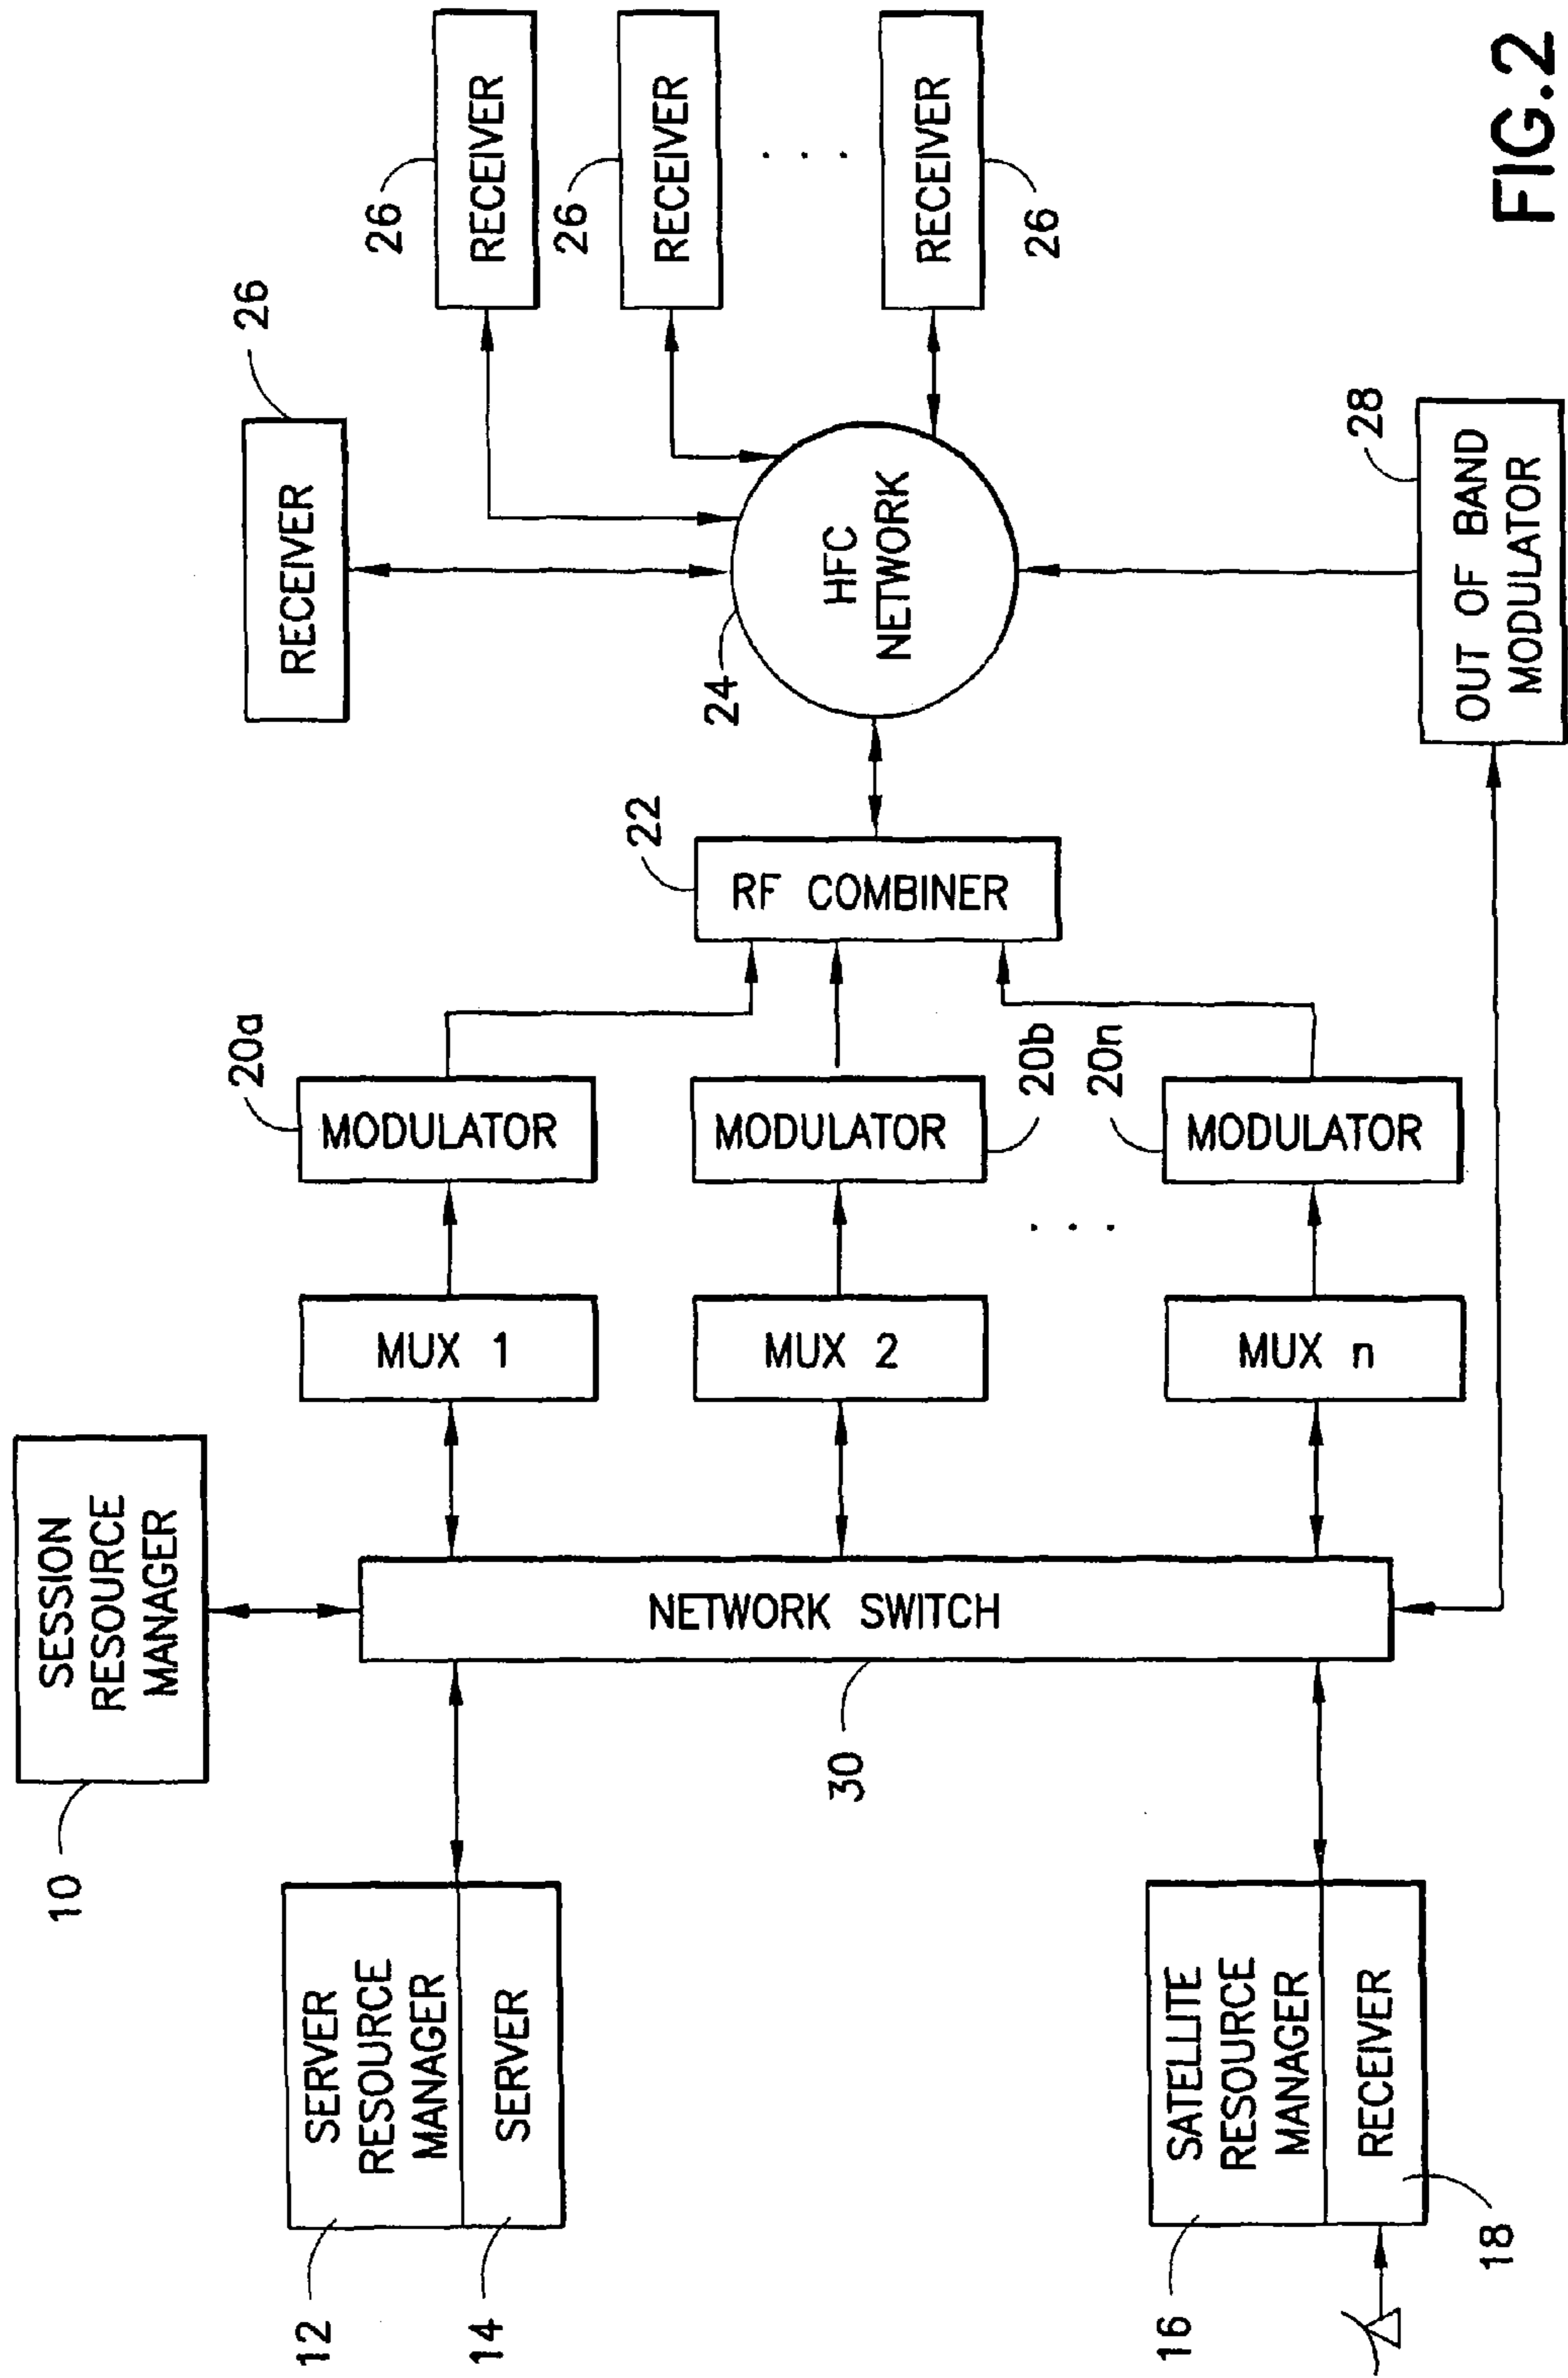 10
SESSION
RESOURCE
MANAGER
12
SERVER
RESOURCE
MANAGER
14
SERVER
16
SATELLITE
RESOURCE
MANAGER
18
RECEIVER
30
NETWORK SWITCH
MUX 1
MUX 2
. . .
MUX n
20a
MODULATOR
MODULATOR
20b
20n
MODULATOR
22
RF COMBINER
24
HFC
NETWORK
26
RECEIVER
26
RECEIVER
26
RECEIVER
. . .
RECEIVER
26
28
OUT OF BAND
MODULATOR
FIG.2